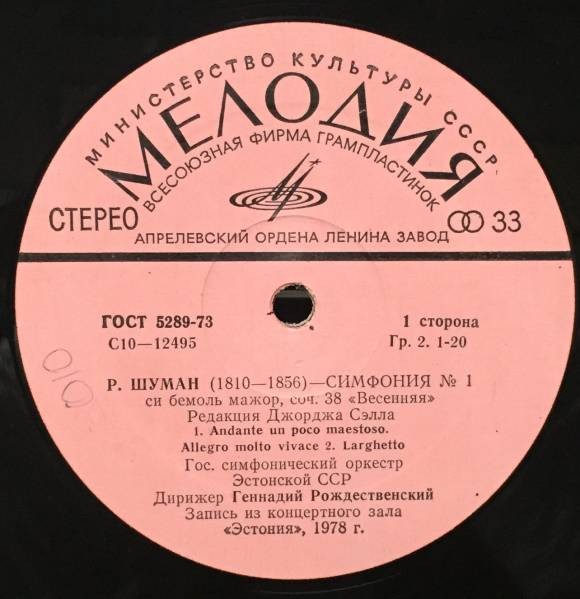 МИНИСТЕРСТВО КУЛЬТУРЫ СССР
МЕЛОДИЯ
ВСЕСОЮЗНАЯ ФИРМА ГРАМПЛАСТИНОК
СТЕРЕО
33
АПРЕЛЕВСКИЙ ОРДЕНА ЛЕНИНА ЗАВОД
ГОСТ 5289-73
1 сторона
С10—12495
Гр. 2. 1-20
010
Р. ШУМАН (1810—1856)—СИМФОНИЯ № 1
си бемоль мажор, соч. 38 «Весенняя»
Редакция Джорджа Сэлла
1. Andante un poco maestoso.
Allegro molto vivace 2. Larghetto
Гос. симфонический оркестр
Эстонской ССР
Дирижер Геннадий Рождественский
Запись из концертного зала
«Эстония», 1978 г.